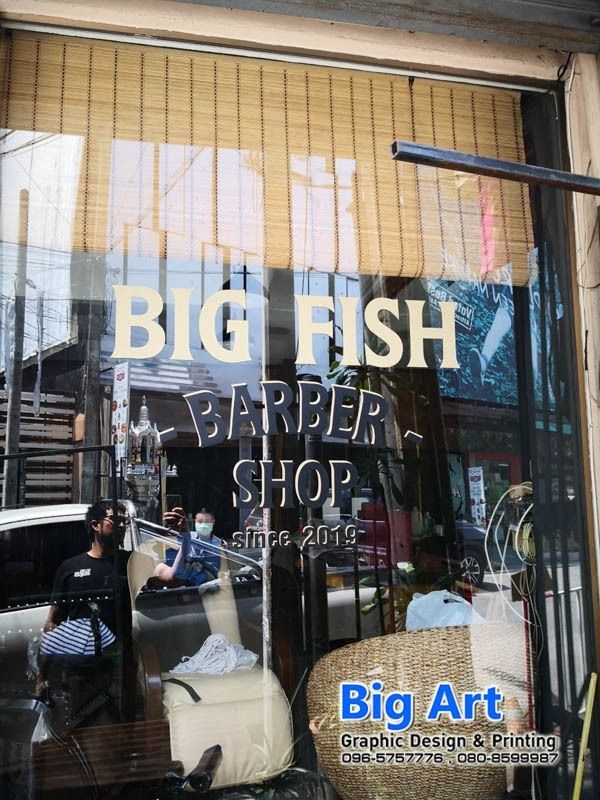 BIG FISH
- BARBER -
SHOP
since 2019
Big Art
Graphic Design & Printing
096-5757776 , 080-8599987